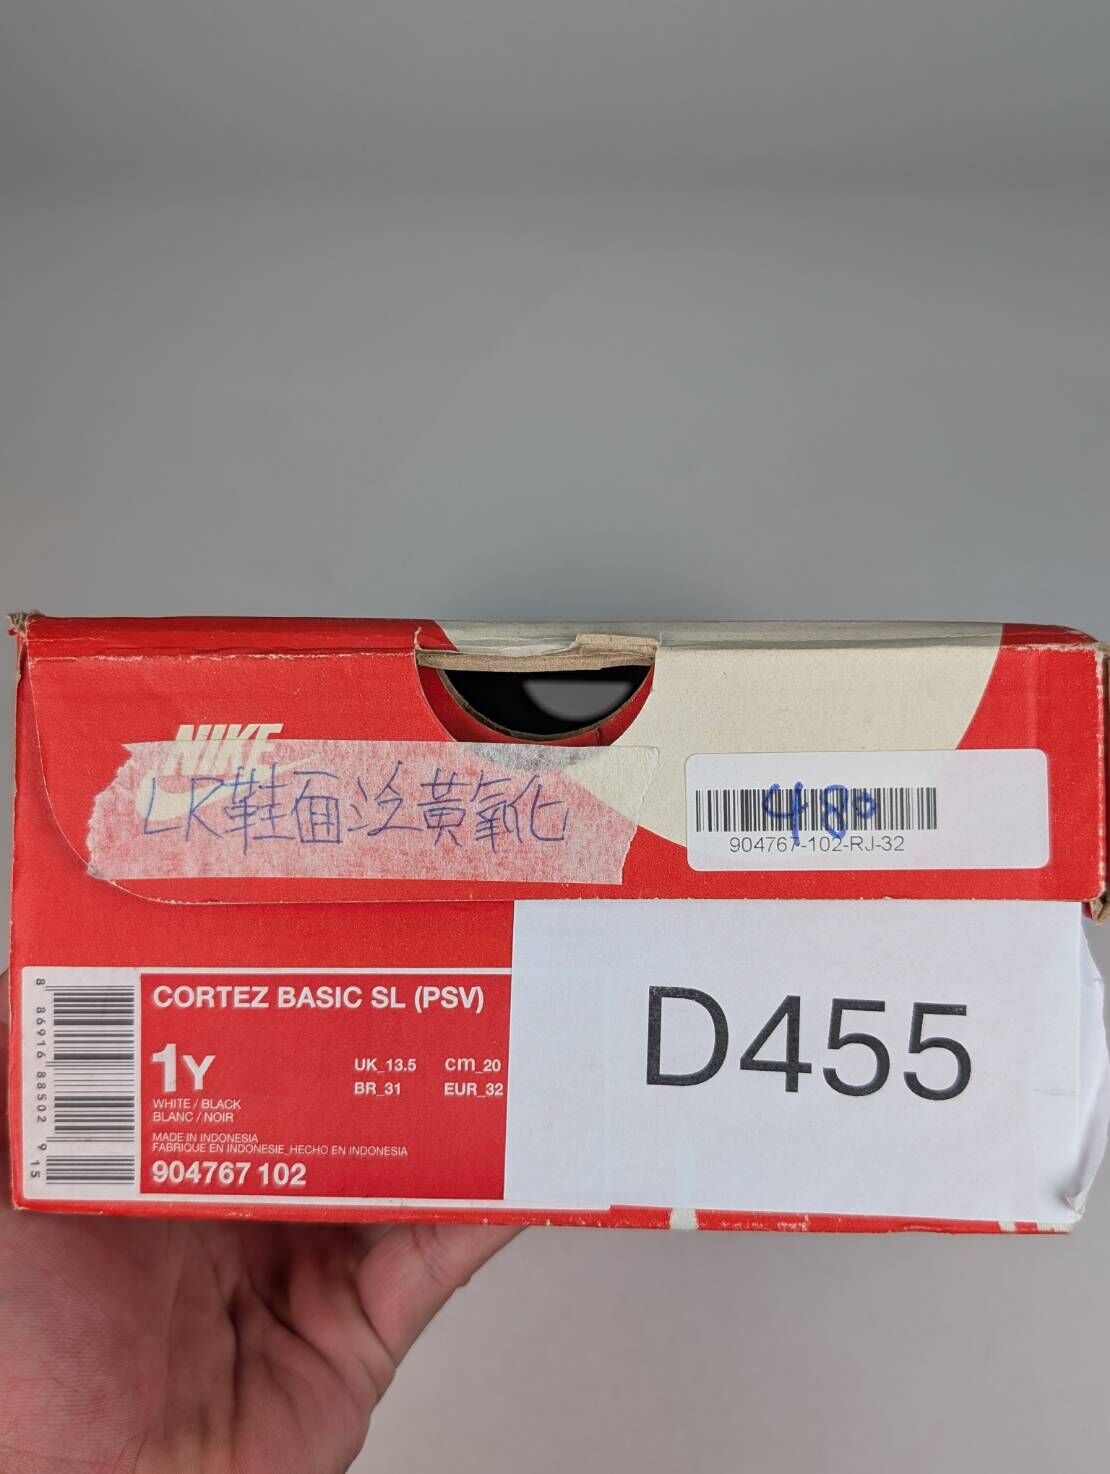 NIKE
LR鞋面泛黃氧化
480
904767-102-RJ-32
D455
8 86916 88502 9 15
CORTEZ BASIC SL (PSV)
1Y
UK_13.5 cm_20
BR_31 EUR_32
WHITE / BLACK
BLANC / NOIR
MADE IN INDONESIA
FABRIQUE EN INDONESIE_HECHO EN INDONESIA
904767 102